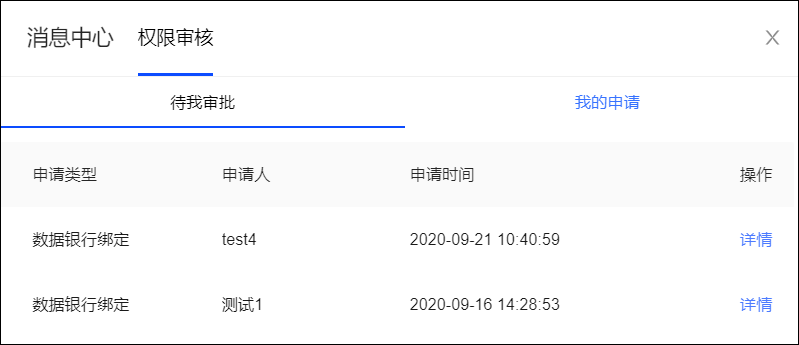 消息中心 权限审核
待我审批 我的申请
申请类型 申请人 申请时间 操作
数据银行绑定 test4 2020-09-21 10:40:59 详情
数据银行绑定 测试1 2020-09-16 14:28:53 详情